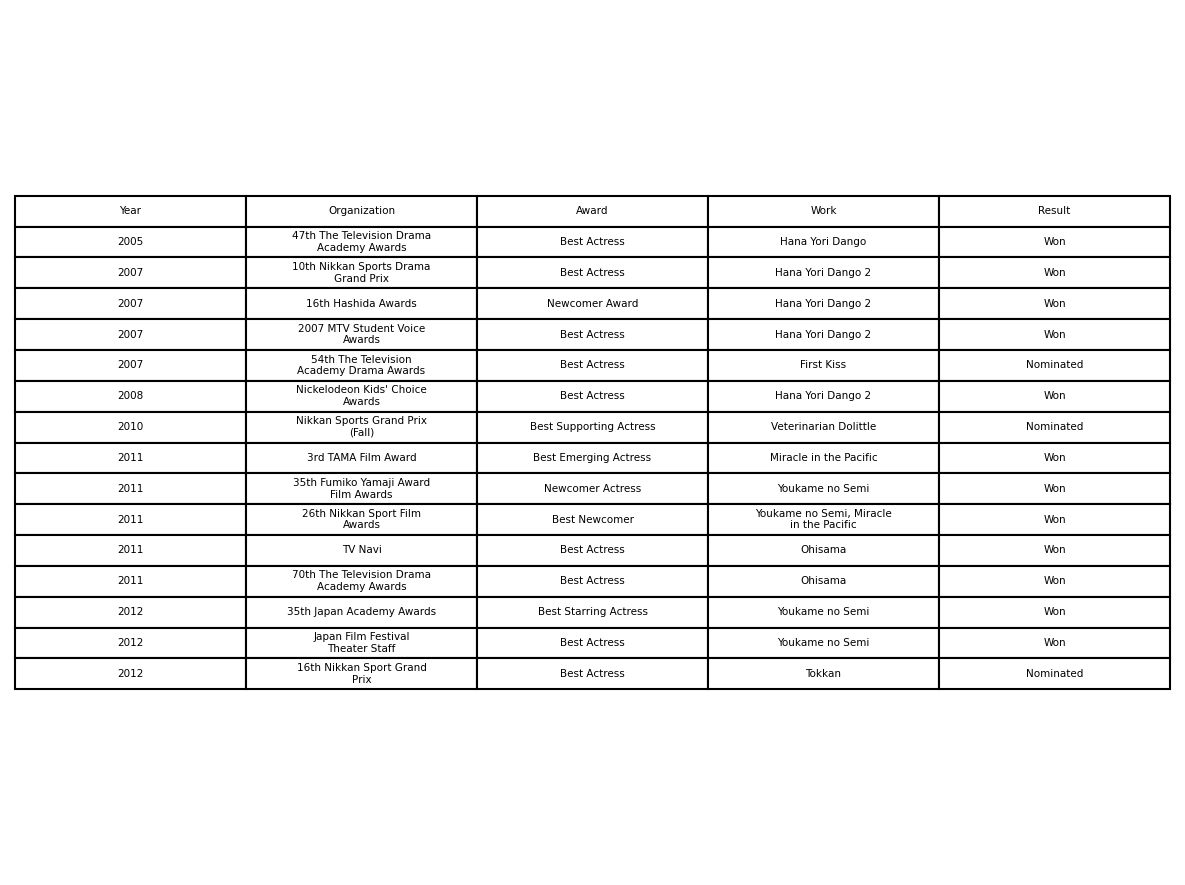 Year Organization Award Work Result
2005 47th The Television Drama Academy Awards Best Actress Hana Yori Dango Won
2007 10th Nikkan Sports Drama Grand Prix Best Actress Hana Yori Dango 2 Won
2007 16th Hashida Awards Newcomer Award Hana Yori Dango 2 Won
2007 2007 MTV Student Voice Awards Best Actress Hana Yori Dango 2 Won
2007 54th The Television Academy Drama Awards Best Actress First Kiss Nominated
2008 Nickelodeon Kids' Choice Awards Best Actress Hana Yori Dango 2 Won
2010 Nikkan Sports Grand Prix (Fall) Best Supporting Actress Veterinarian Dolittle Nominated
2011 3rd TAMA Film Award Best Emerging Actress Miracle in the Pacific Won
2011 35th Fumiko Yamaji Award Film Awards Newcomer Actress Youkame no Semi Won
2011 26th Nikkan Sport Film Awards Best Newcomer Youkame no Semi, Miracle in the Pacific Won
2011 TV Navi Best Actress Ohisama Won
2011 70th The Television Drama Academy Awards Best Actress Ohisama Won
2012 35th Japan Academy Awards Best Starring Actress Youkame no Semi Won
2012 Japan Film Festival Theater Staff Best Actress Youkame no Semi Won
2012 16th Nikkan Sport Grand Prix Best Actress Tokkan Nominated